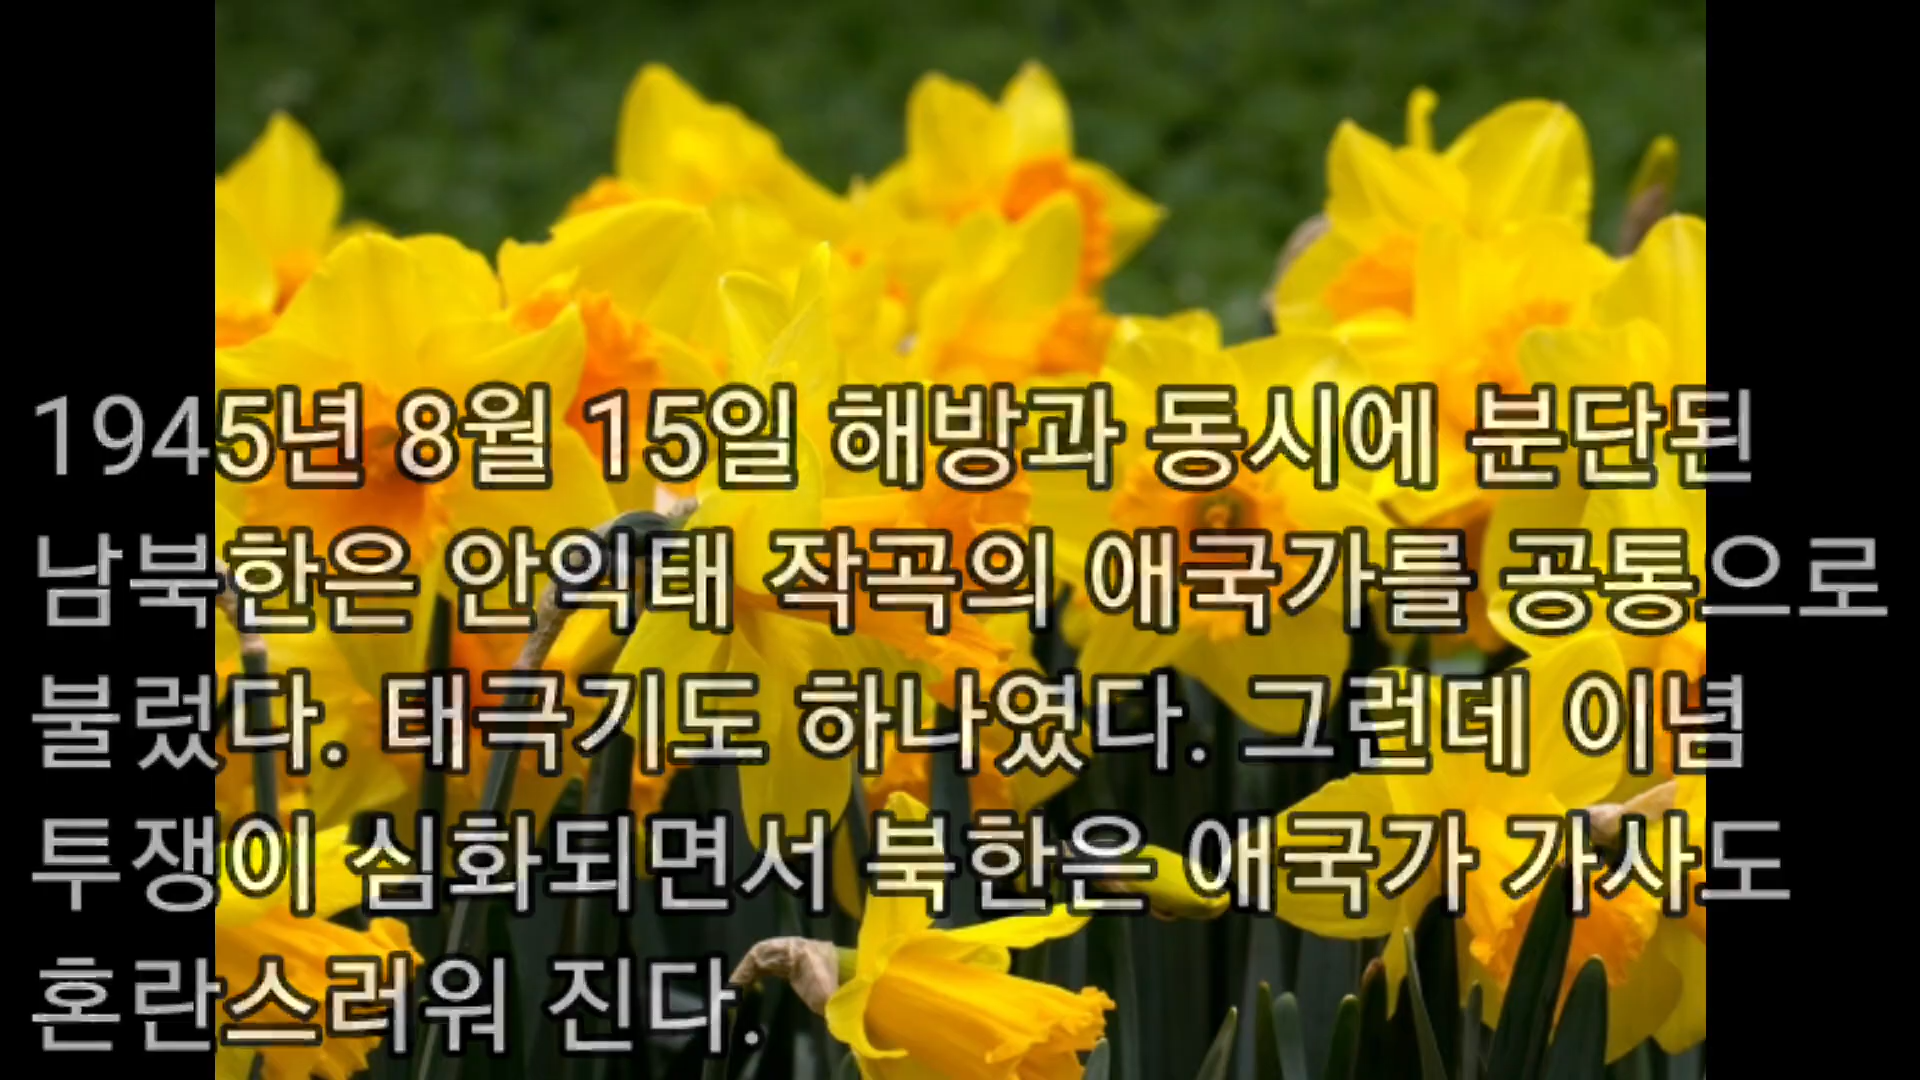 1945년 8월 15일 해방과 동시에 분단된
남북한은 안익태 작곡의 애국가를 공통으로
불렀다. 태극기도 하나였다. 그런데 이념
투쟁이 심화되면서 북한은 애국가 가사도
혼란스러워 진다.